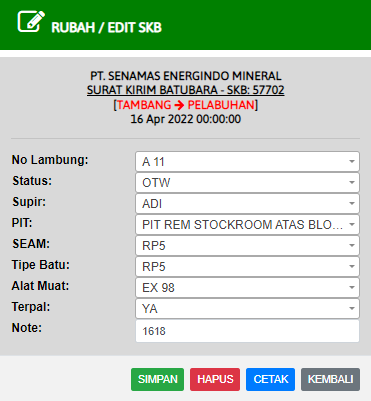 RUBAH / EDIT SKB
PT. SENAMAS ENERGINDO MINERAL
SURAT KIRIM BATUBARA - SKB: 57702
[TAMBANG → PELABUHAN]
16 Apr 2022 00:00:00
No Lambung: A 11
Status: OTW
Supir: ADI
PIT: PIT REM STOCKROOM ATAS BLO...
SEAM: RP5
Tipe Batu: RP5
Alat Muat: EX 98
Terpal: YA
Note: 1618
SIMPAN HAPUS CETAK KEMBALI